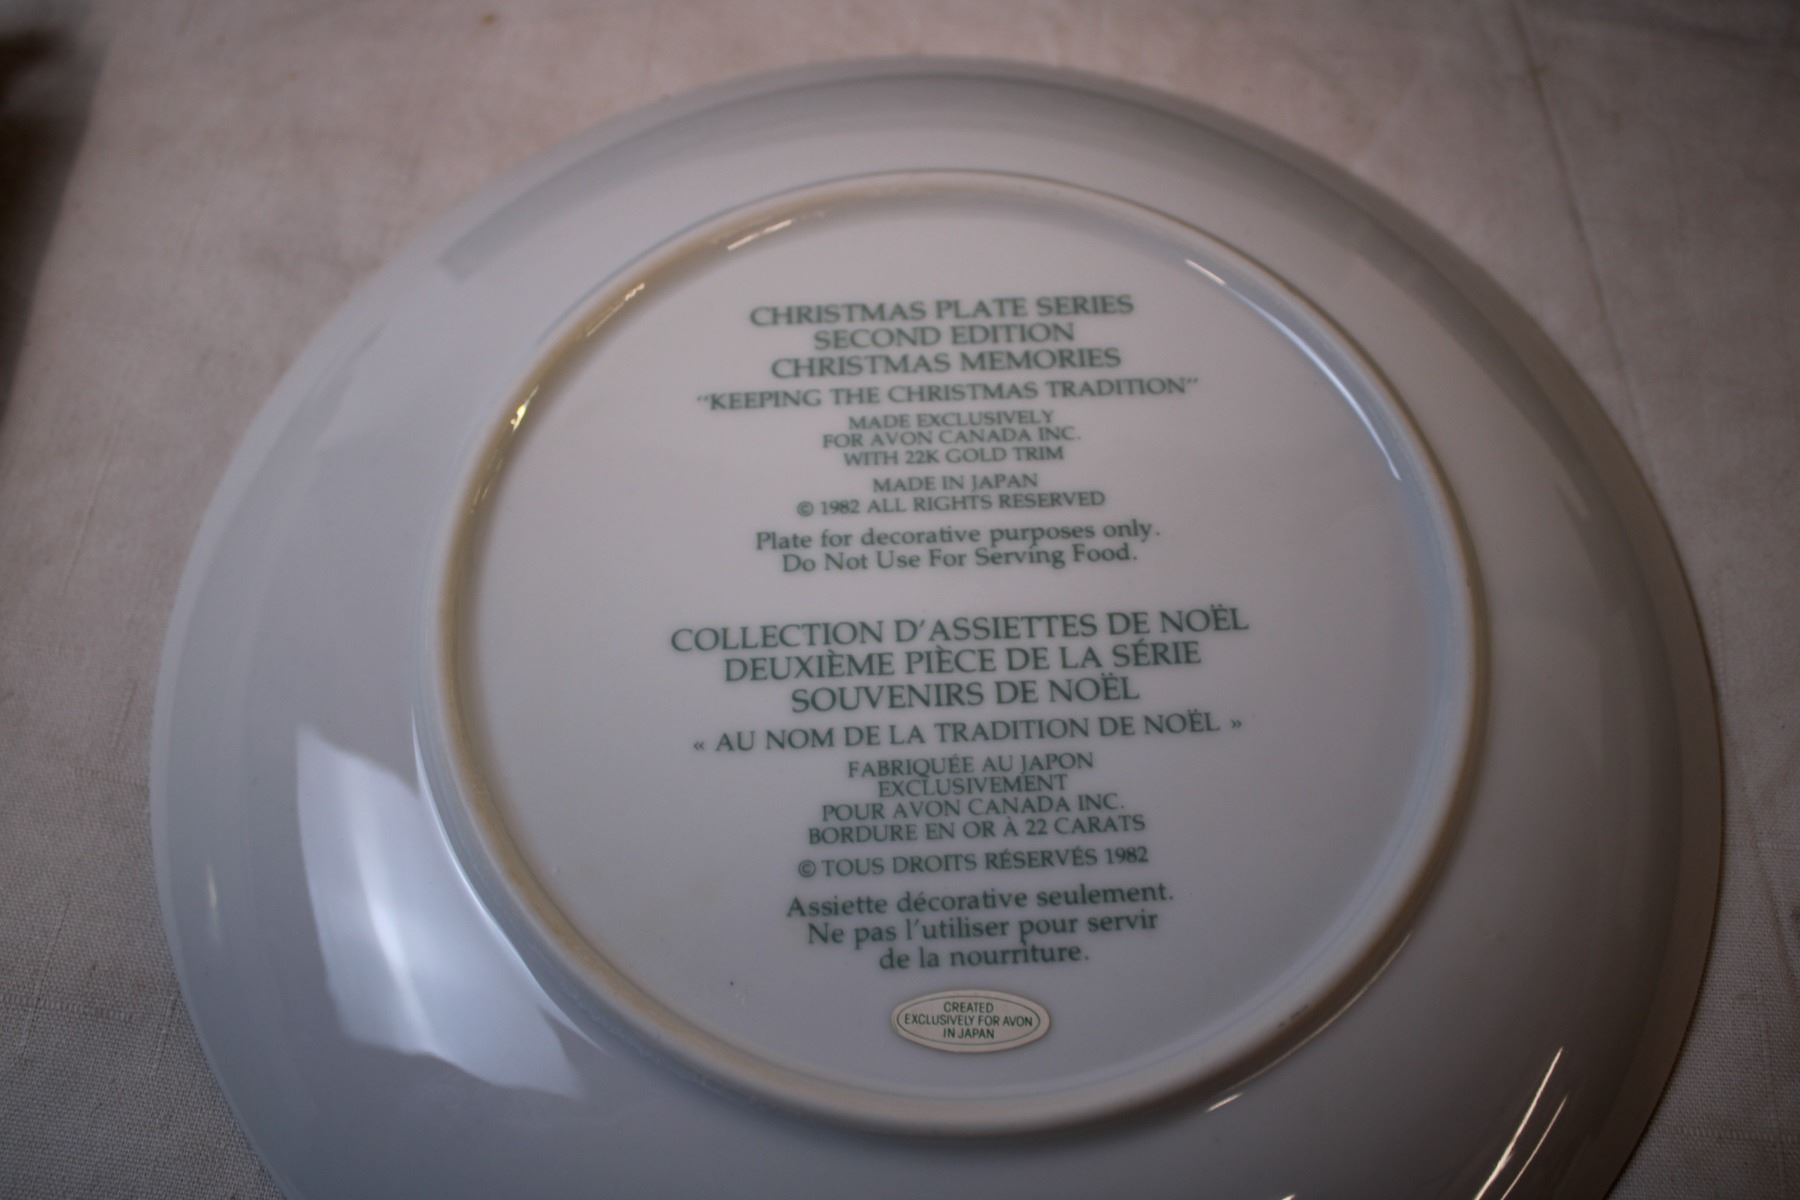 CHRISTMAS PLATE SERIES
SECOND EDITION
CHRISTMAS MEMORIES
“KEEPING THE CHRISTMAS TRADITION”
MADE EXCLUSIVELY
FOR AVON CANADA INC.
WITH 22K GOLD TRIM
MADE IN JAPAN
© 1982 ALL RIGHTS RESERVED
Plate for decorative purposes only.
Do Not Use For Serving Food.
COLLECTION D’ASSIETTES DE NOËL
DEUXIÈME PIÈCE DE LA SÉRIE
SOUVENIRS DE NOËL
« AU NOM DE LA TRADITION DE NOËL »
FABRIQUÉE AU JAPON
EXCLUSIVEMENT
POUR AVON CANADA INC.
BORDURE EN OR À 22 CARATS
© TOUS DROITS RÉSERVÉS 1982
Assiette décorative seulement.
Ne pas l’utiliser pour servir
de la nourriture.
CREATED
EXCLUSIVELY FOR AVON
IN JAPAN